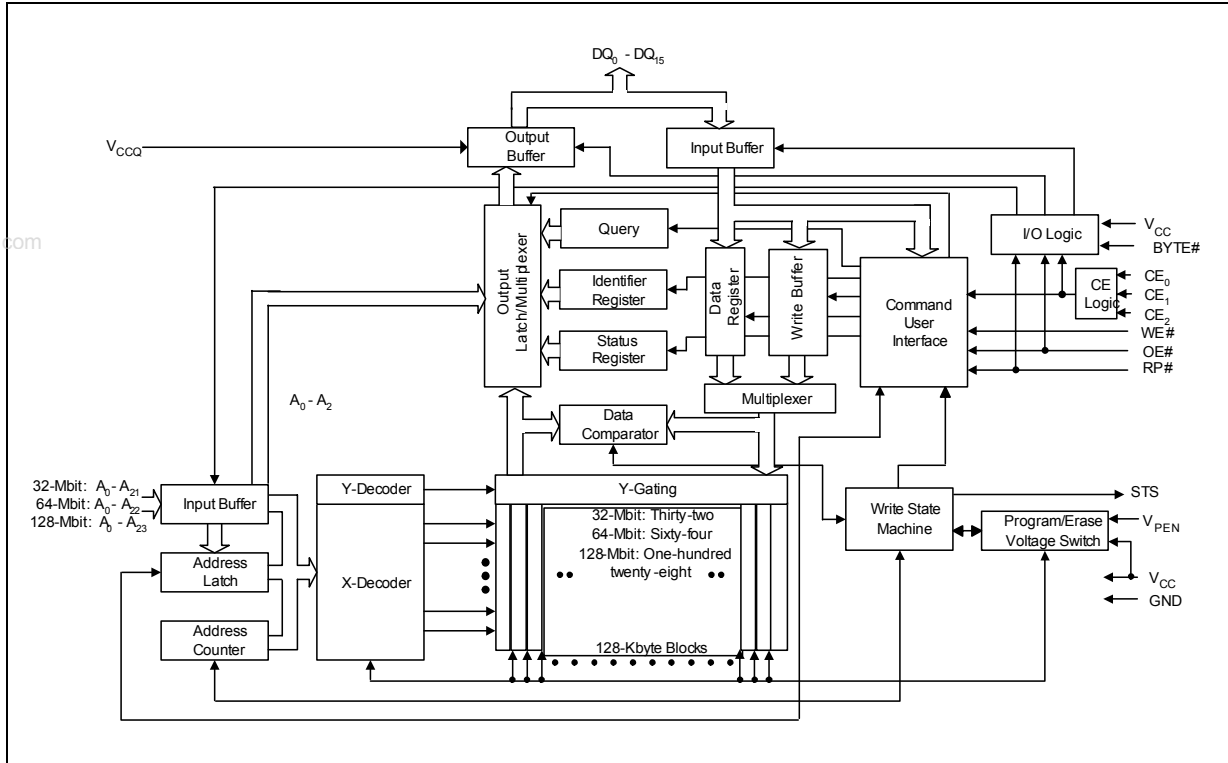 DQ0 - DQ15
VCCQ
Output
Buffer
Input Buffer
com
Output
Latch/Multiplexer
Query
Identifier
Register
Status
Register
Data
Register
Write Buffer
Command
User
Interface
I/O Logic
VCC
BYTE#
CE
Logic
CE0
CE1
CE2
WE#
OE#
RP#
Multiplexer
A0 - A2
Data
Comparator
32-Mbit: A0 - A21
64-Mbit: A0 - A22
128-Mbit: A0 - A23
Input Buffer
Y-Decoder
Y-Gating
Address
Latch
X-Decoder
Address
Counter
32-Mbit: Thirty-two
64-Mbit: Sixty-four
128-Mbit: One-hundred
twenty-eight
128-Kbyte Blocks
Write State
Machine
STS
Program/Erase
Voltage Switch
VPEN
VCC
GND